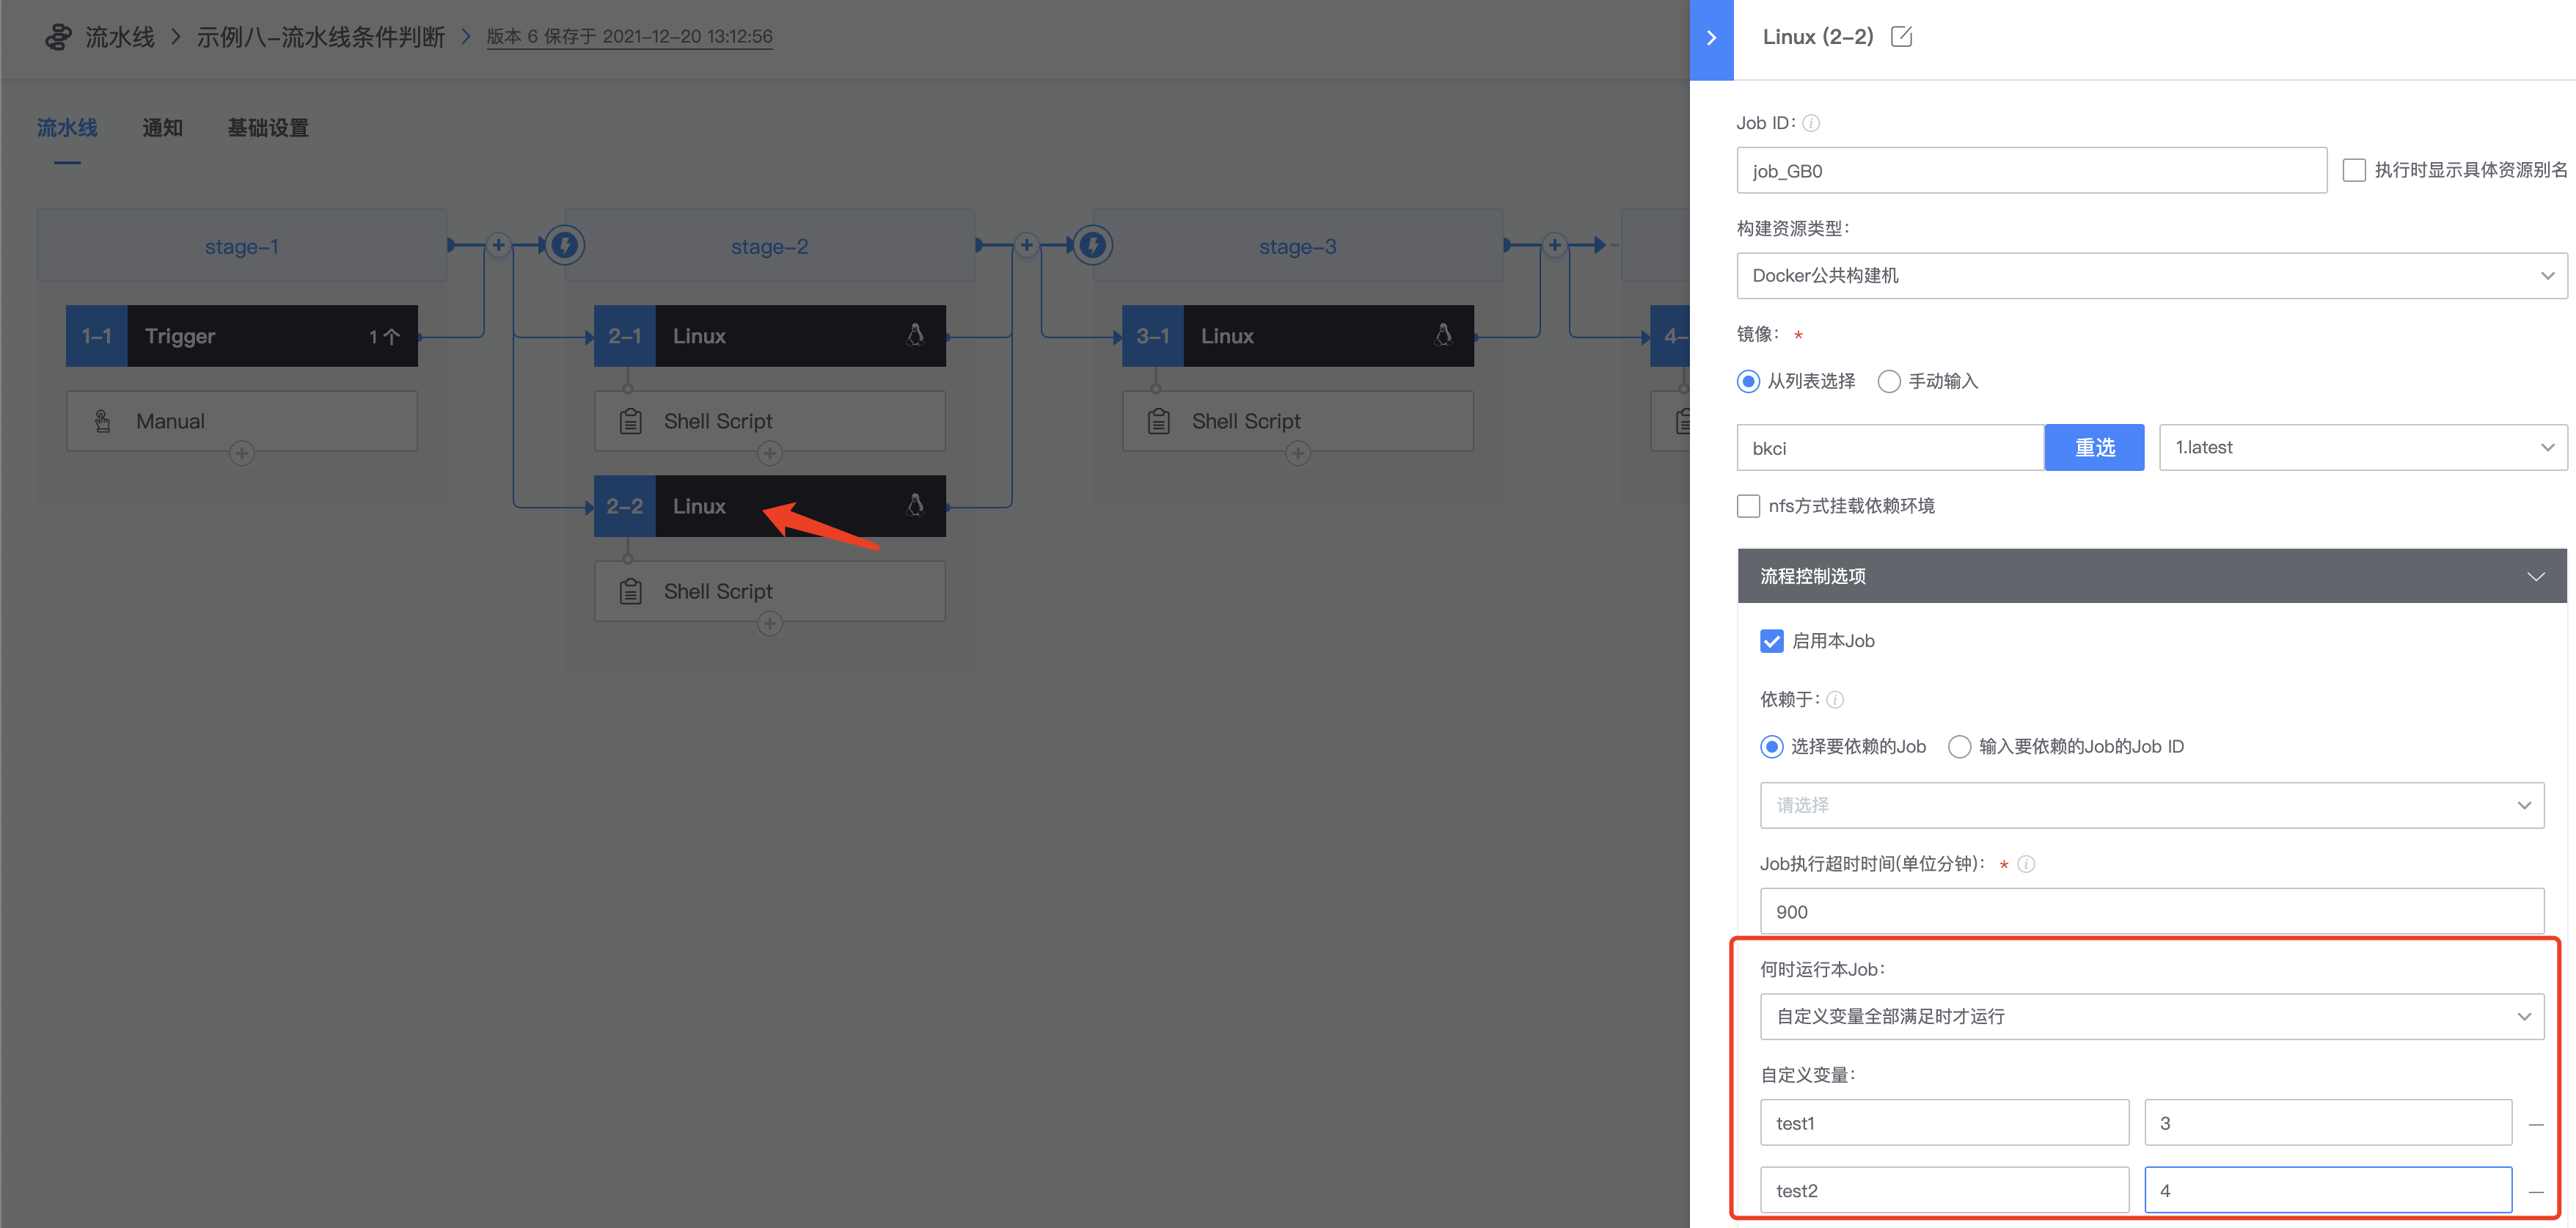 流水线 > 示例八-流水线条件判断 > 版本 6 保存于 2021-12-20 13:12:56
流水线 通知 基础设置
stage-1
1-1 Trigger 1 个
Manual
stage-2
2-1 Linux
Shell Script
2-2 Linux
Shell Script
stage-3
3-1 Linux
Shell Script
4-
Linux (2-2)
Job ID:
job_GB0
执行时显示具体资源别名
构建资源类型:
Docker公共构建机
镜像: *
从列表选择 手动输入
bkci 重选 1.latest
nfs方式挂载依赖环境
流程控制选项
启用本Job
依赖于:
选择要依赖的Job 输入要依赖的Job的Job ID
请选择
Job执行超时时间(单位分钟): *
900
何时运行本Job:
自定义变量全部满足时才运行
自定义变量:
test1 3
test2 4